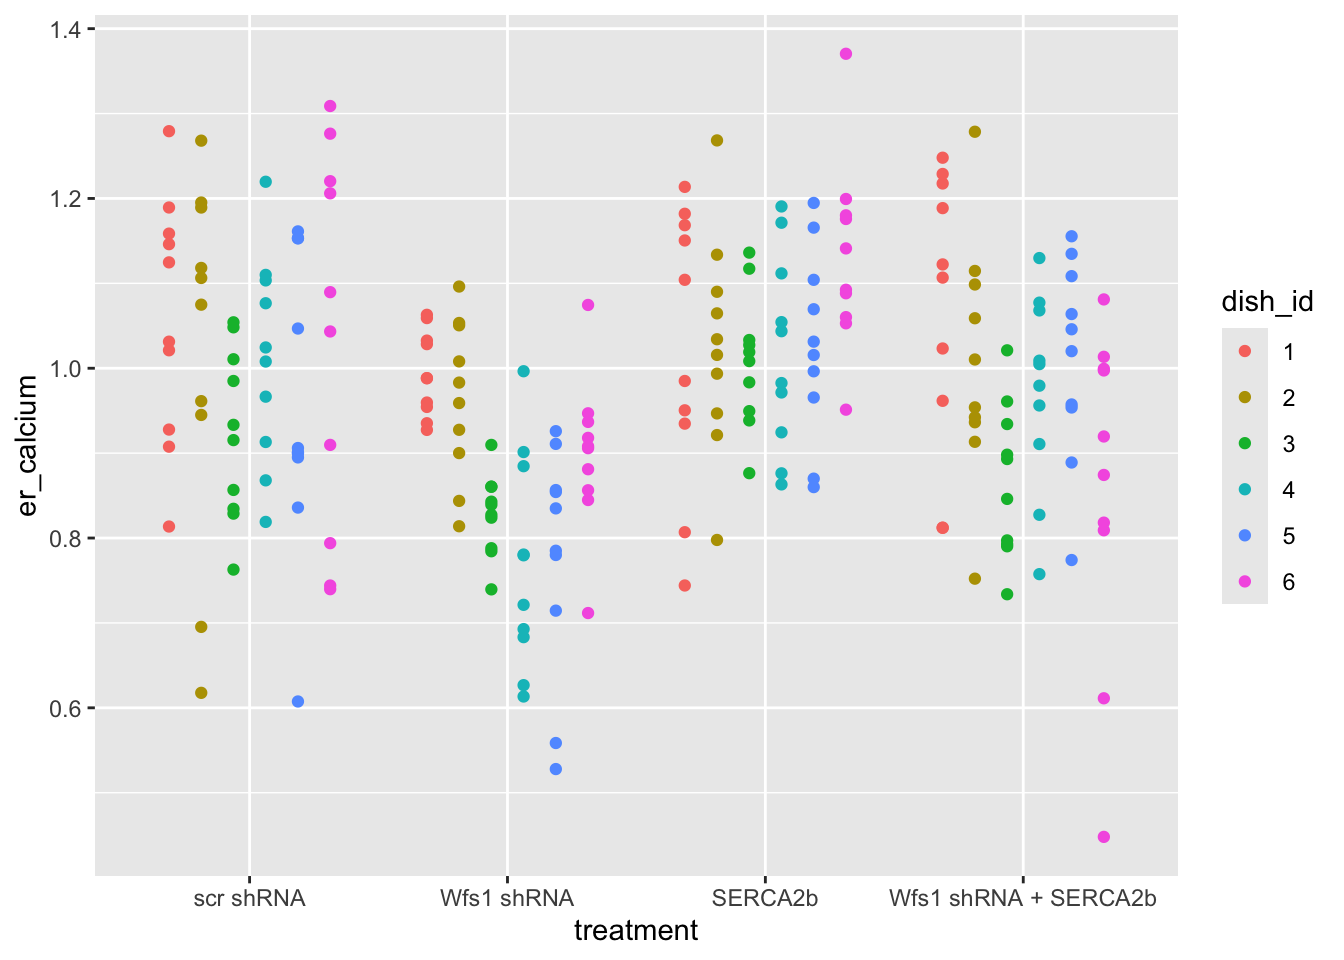 er_calcium
1.4
1.2
1.0
0.8
0.6
scr shRNA
Wfs1 shRNA
SERCA2b
Wfs1 shRNA + SERCA2b
treatment
dish_id
1
2
3
4
5
6